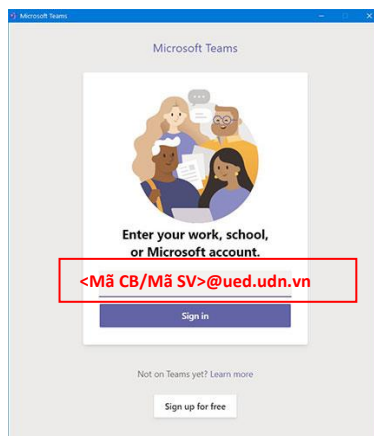 Microsoft Teams
Microsoft Teams
Enter your work, school,
or Microsoft account.
<Mã CB/Mã SV>@ued.udn.vn
Sign in
Not on Teams yet? Learn more
Sign up for free